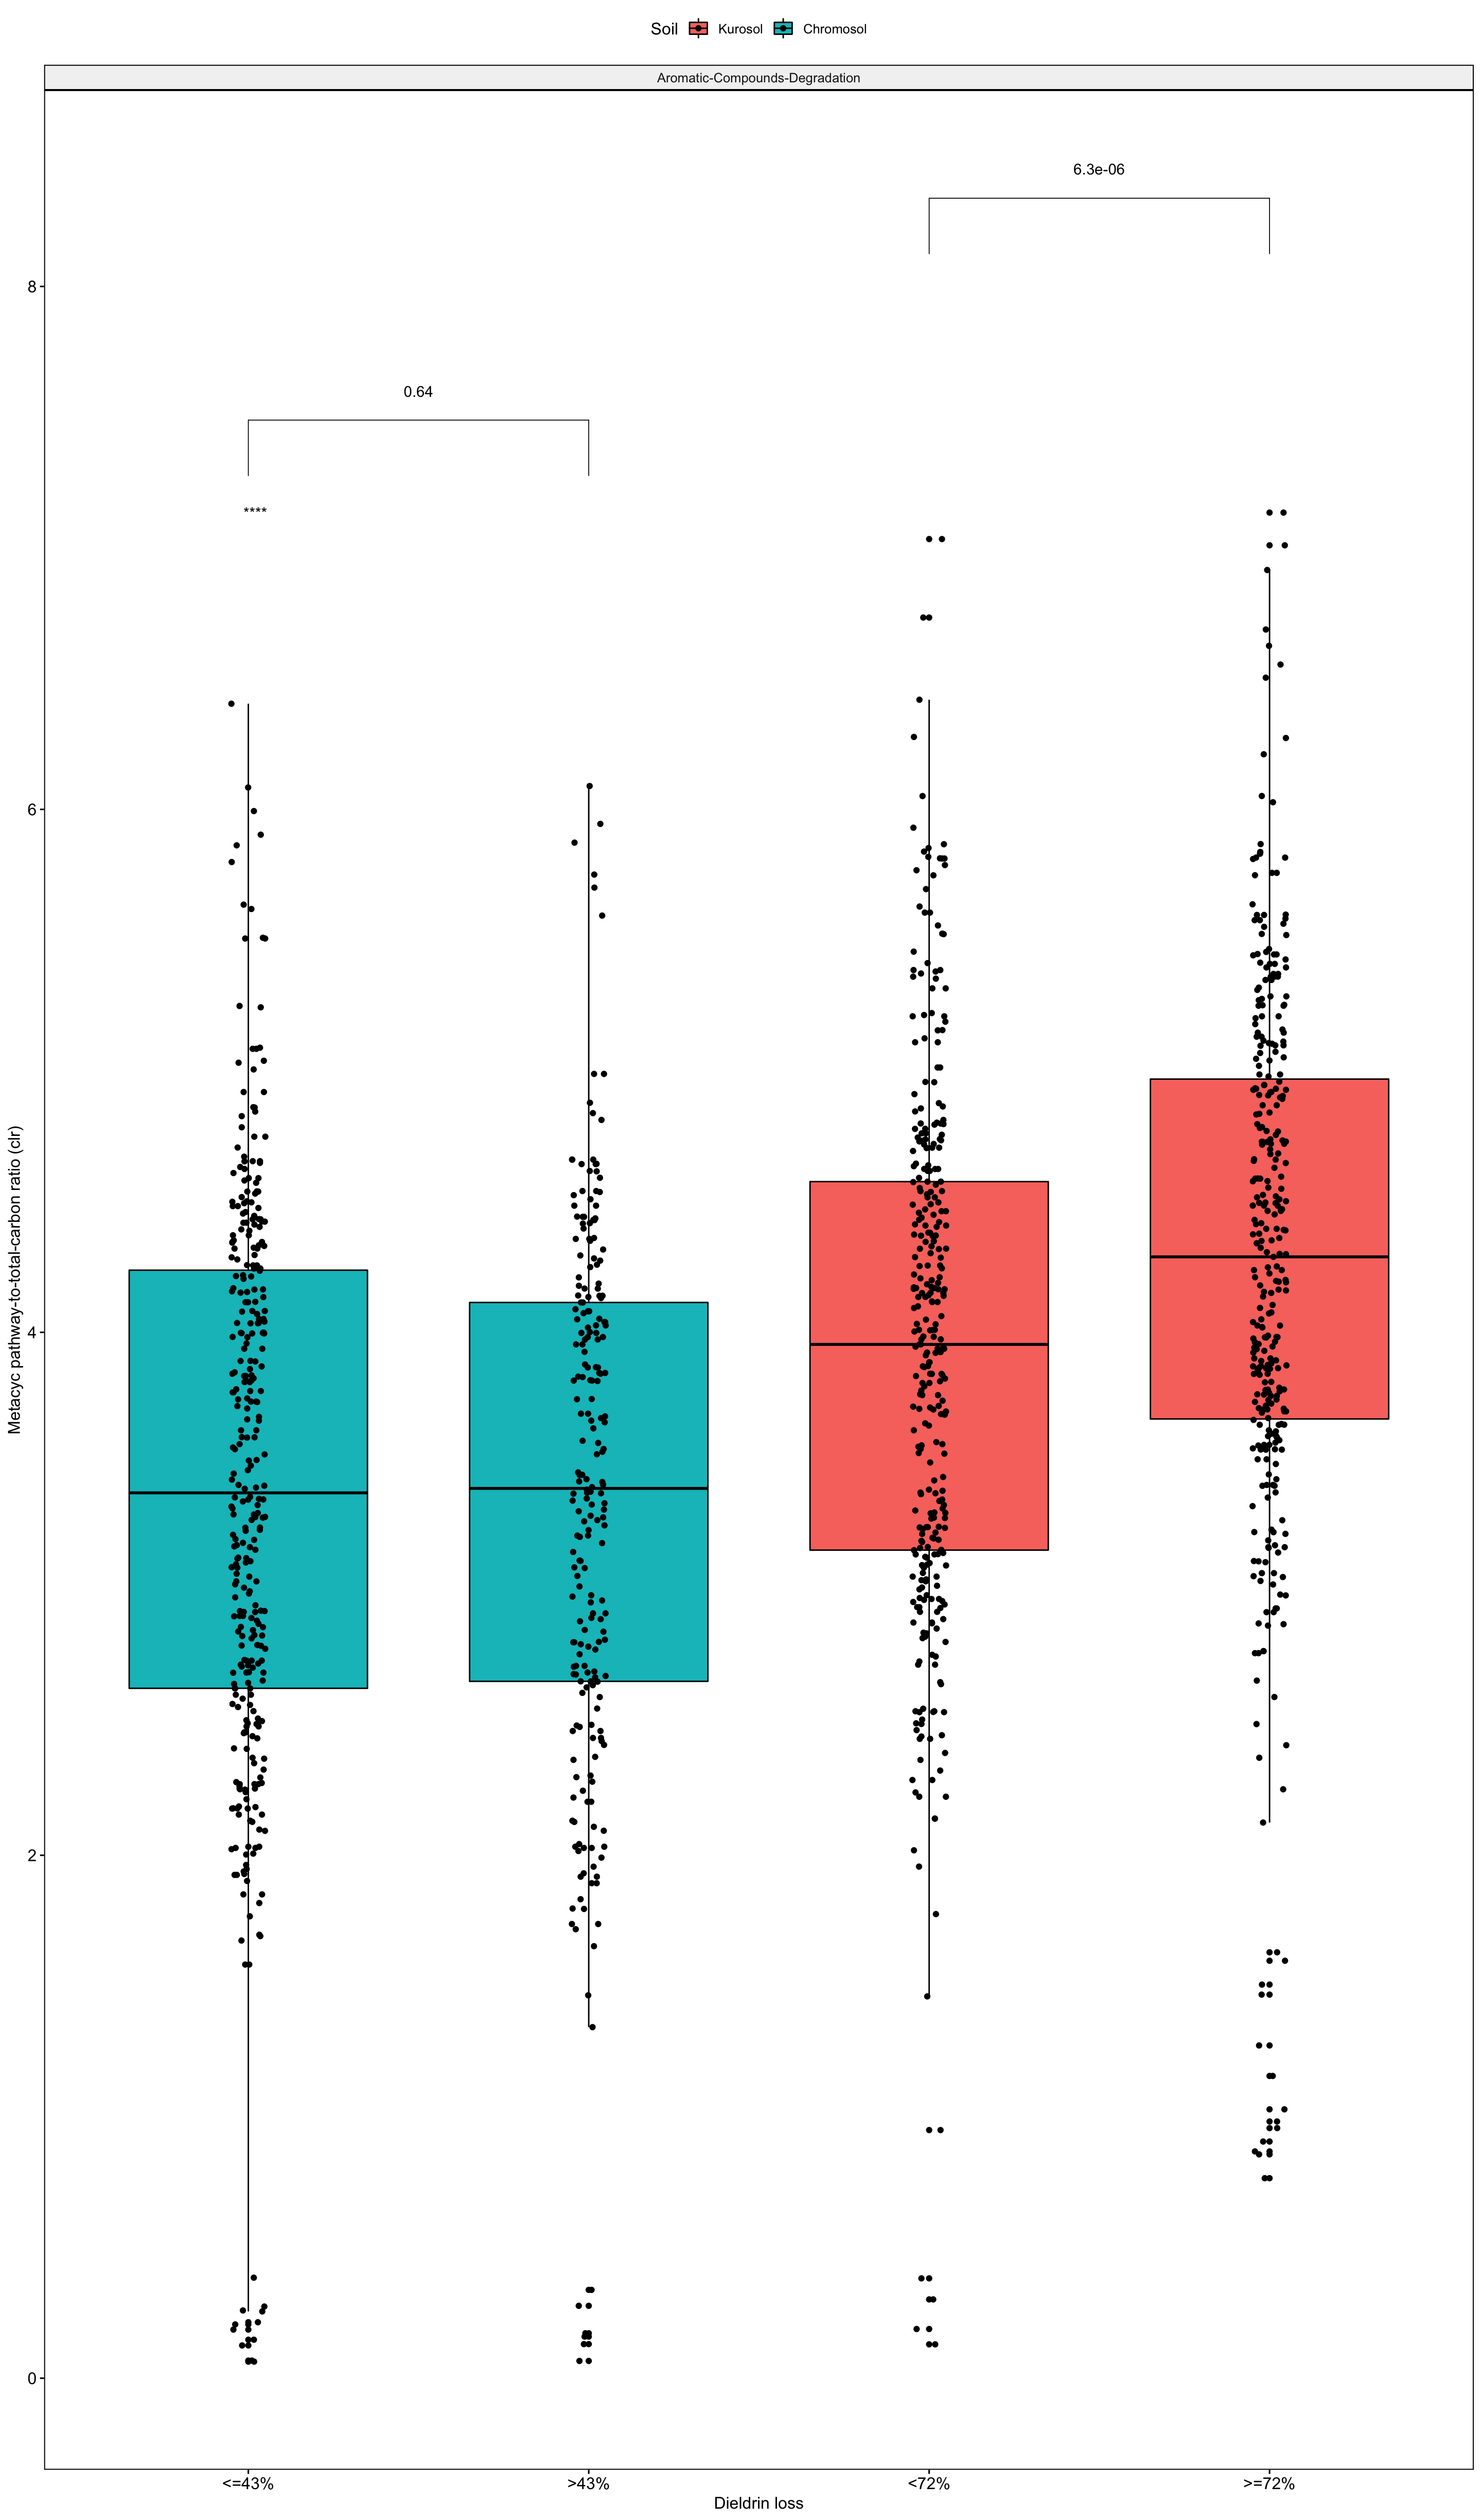 Soil Kurosol Chromosol
Aromatic-Compounds-Degradation
6.3e-06
8
0.64
****
6
Metacyc pathway-to-total-carbon ratio (clr)
4
2
0
<=43% >43% <72% >=72%
Dieldrin loss